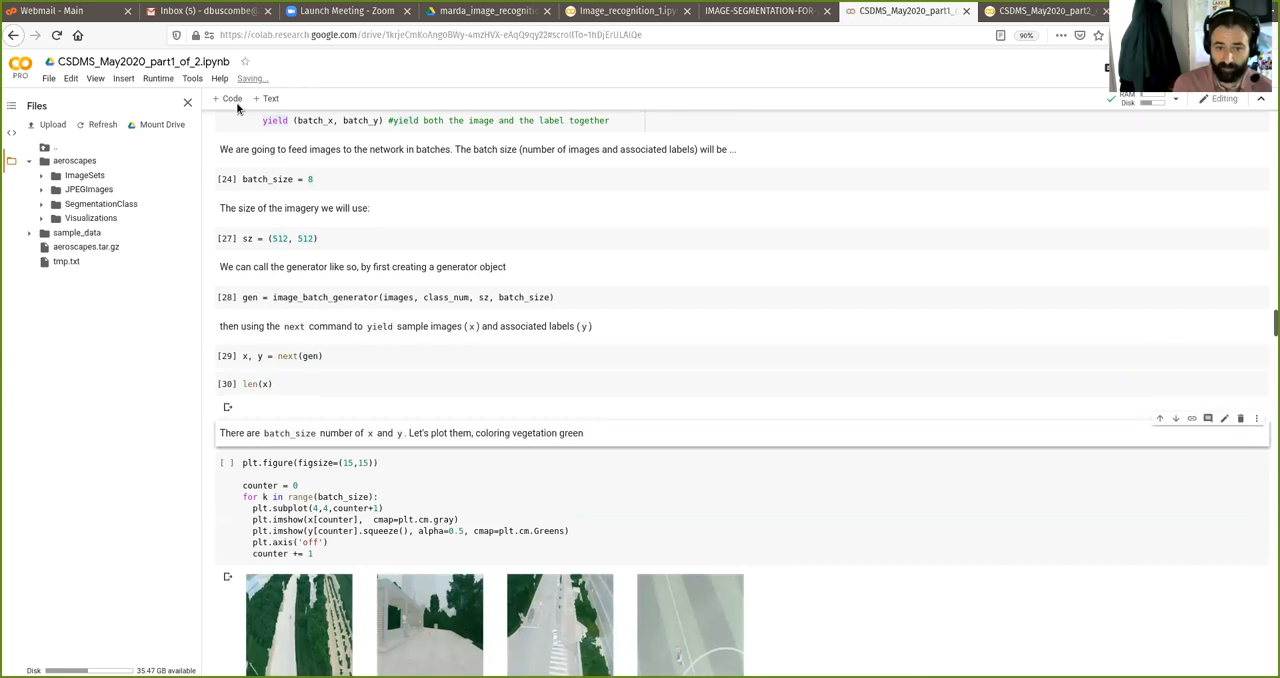 Webmail - Main
Inbox (5) - dbuscombe@
Launch Meeting - Zoom
marda_image_recogniti
Image_recognition_1.ipy
IMAGE-SEGMENTATION-FOR-
CSDMS_May2020_part1_
CSDMS_May2020_part2_
https://colab.research.google.com/drive/1krjeCmKoAng0BWy-4mzHVX-eAqQ9qy22#scrollTo=1hDjErULAlQe
90%
PRO
CSDMS_May2020_part1_of_2.ipynb
File Edit View Insert Runtime Tools Help Saving...
Files
+ Code + Text
RAM
Disk
Editing
Upload Refresh Mount Drive
..
aeroscapes
ImageSets
JPEGImages
SegmentationClass
Visualizations
sample_data
aeroscapes.tar.gz
tmp.txt
Disk 35.47 GB available
yield (batch_x, batch_y) #yield both the image and the label together
We are going to feed images to the network in batches. The batch size (number of images and associated labels) will be ...
[24] batch_size = 8
The size of the imagery we will use:
[27] sz = (512, 512)
We can call the generator like so, by first creating a generator object
[28] gen = image_batch_generator(images, class_num, sz, batch_size)
then using the next command to yield sample images (x) and associated labels (y)
[29] x, y = next(gen)
[30] len(x)
There are batch_size number of x and y. Let's plot them, coloring vegetation green
[ ] plt.figure(figsize=(15,15))
counter = 0
for k in range(batch_size):
plt.subplot(4,4,counter+1)
plt.imshow(x[counter], cmap=plt.cm.gray)
plt.imshow(y[counter].squeeze(), alpha=0.5, cmap=plt.cm.Greens)
plt.axis('off')
counter += 1